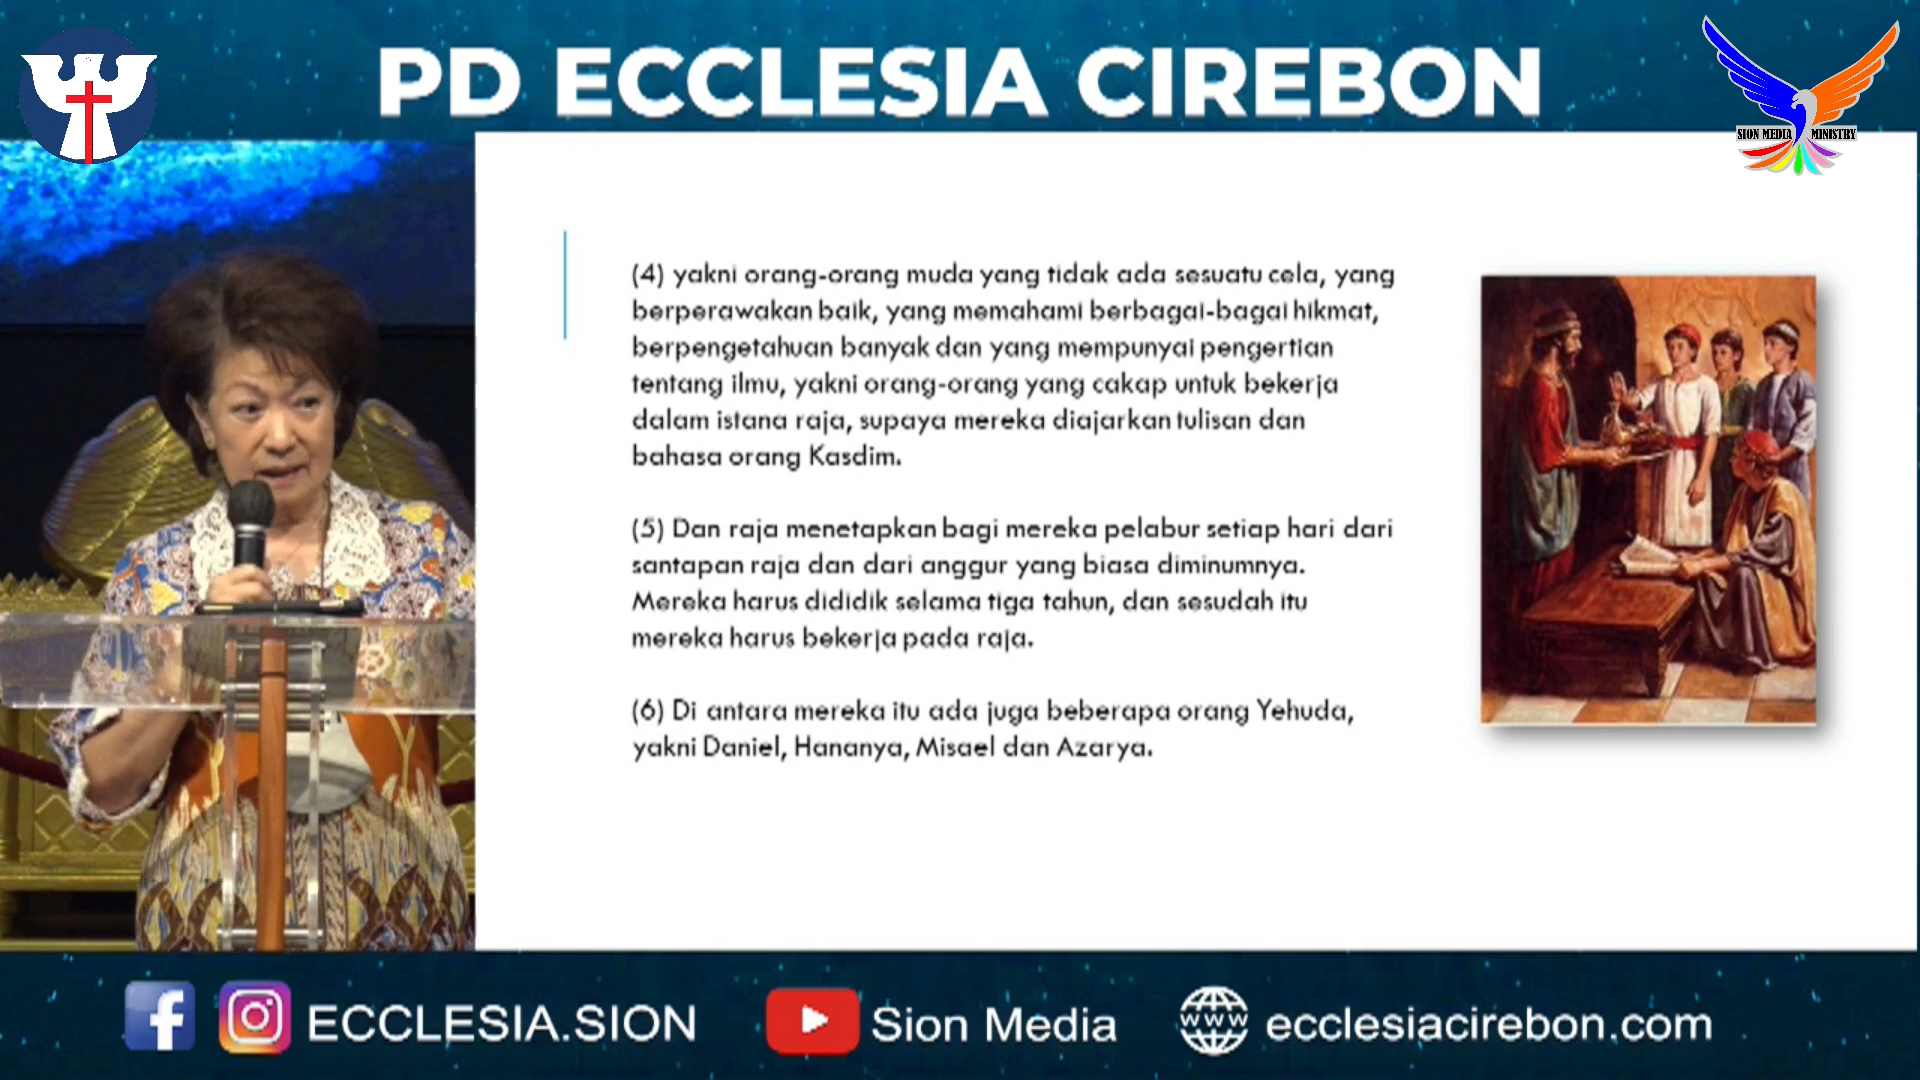 PD ECCLESIA CIREBON
SION MEDIA MINISTRY
(4) yakni orang-orang muda yang tidak ada sesuatu cela, yang
berperawakan baik, yang memahami berbagai-bagai hikmat,
berpengetahuan banyak dan yang mempunyai pengertian
tentang ilmu, yakni orang-orang yang cakap untuk bekerja
dalam istana raja, supaya mereka diajarkan tulisan dan
bahasa orang Kasdim.
(5) Dan raja menetapkan bagi mereka pelabur setiap hari dari
santapan raja dan dari anggur yang biasa diminumnya.
Mereka harus dididik selama tiga tahun, dan sesudah itu
mereka harus bekerja pada raja.
(6) Di antara mereka itu ada juga beberapa orang Yehuda,
yakni Daniel, Hananya, Misael dan Azarya.
ECCLESIA.SION
Sion Media
www
ecclesiacirebon.com